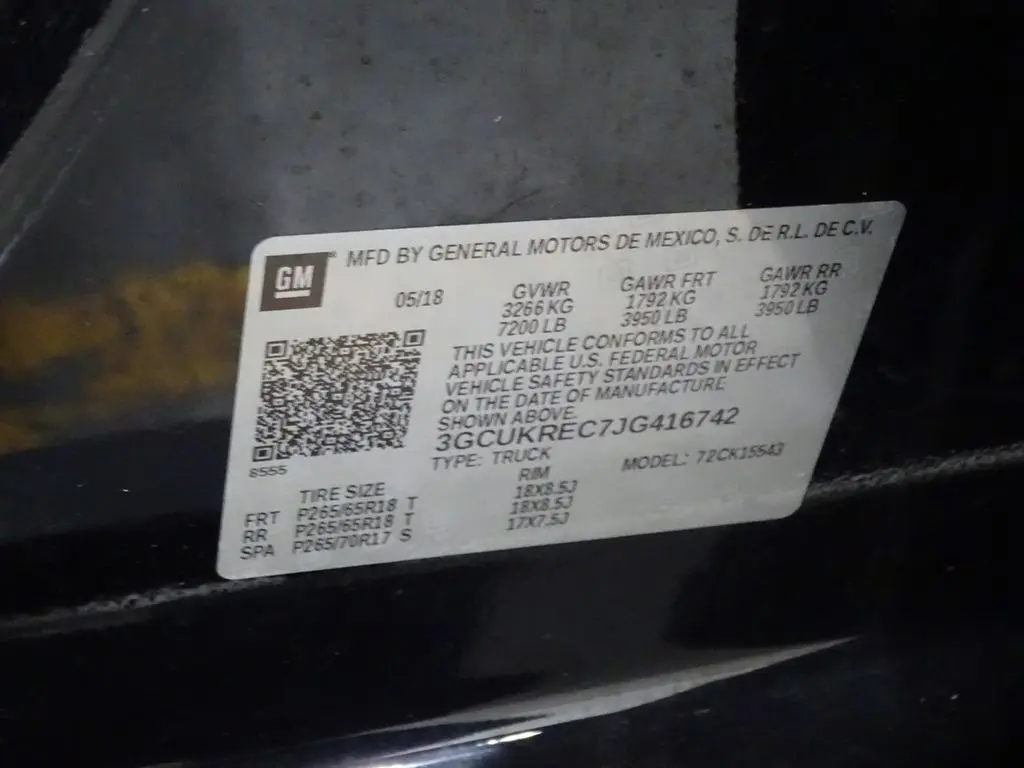 GM
MFD BY GENERAL MOTORS DE MEXICO, S. DE R.L. DE C.V.
05/18 GVWR GAWR FRT GAWR RR
3266 KG 1792 KG 1792 KG
7200 LB 3950 LB 3950 LB
THIS VEHICLE CONFORMS TO ALL
APPLICABLE U.S. FEDERAL MOTOR
VEHICLE SAFETY STANDARDS IN EFFECT
ON THE DATE OF MANUFACTURE
SHOWN ABOVE.
3GCUKREC7JG416742
8555
TYPE: TRUCK MODEL: 72CK15543
TIRE SIZE RIM
FRT P265/65R18 T 18X8.5J
RR P265/65R18 T 18X8.5J
SPA P265/70R17 S 17X7.5J